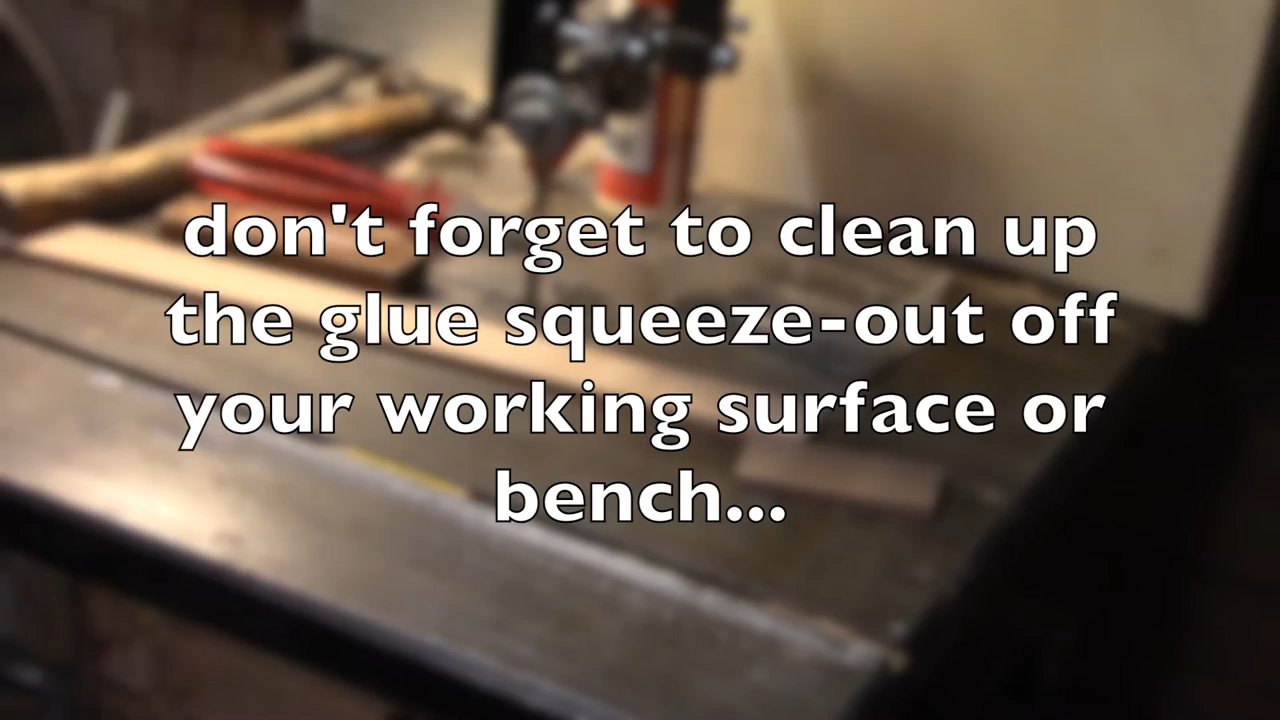 don't forget to clean up
the glue squeeze-out off
your working surface or
bench...